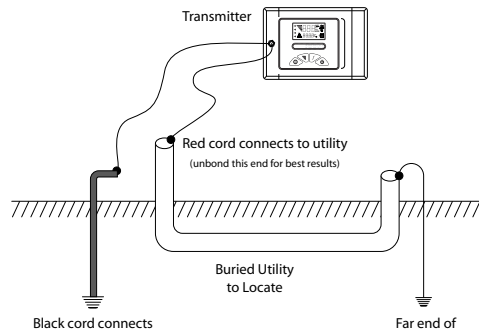 Transmitter
Red cord connects to utility
(unbond this end for best results)
Buried Utility
to Locate
Black cord connects
Far end of